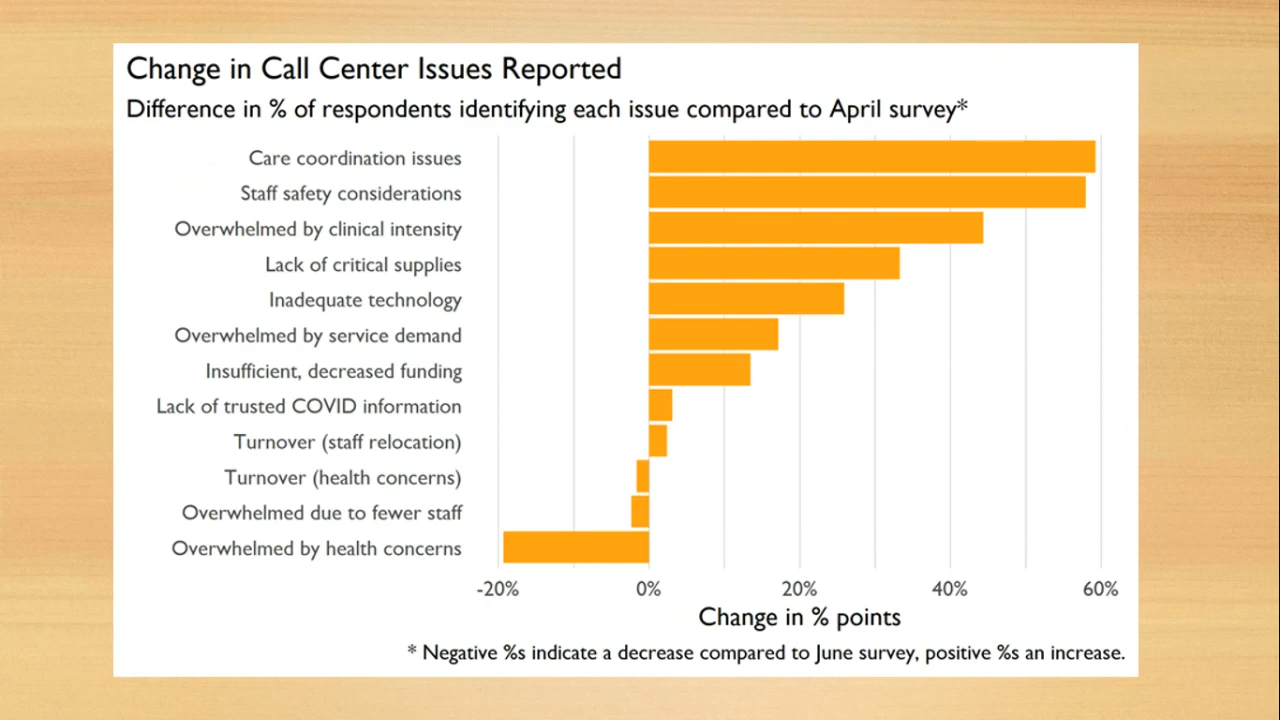 Change in Call Center Issues Reported
Difference in % of respondents identifying each issue compared to April survey*
Care coordination issues
Staff safety considerations
Overwhelmed by clinical intensity
Lack of critical supplies
Inadequate technology
Overwhelmed by service demand
Insufficient, decreased funding
Lack of trusted COVID information
Turnover (staff relocation)
Turnover (health concerns)
Overwhelmed due to fewer staff
Overwhelmed by health concerns
-20% 0% 20% 40% 60%
Change in % points
* Negative %s indicate a decrease compared to June survey, positive %s an increase.